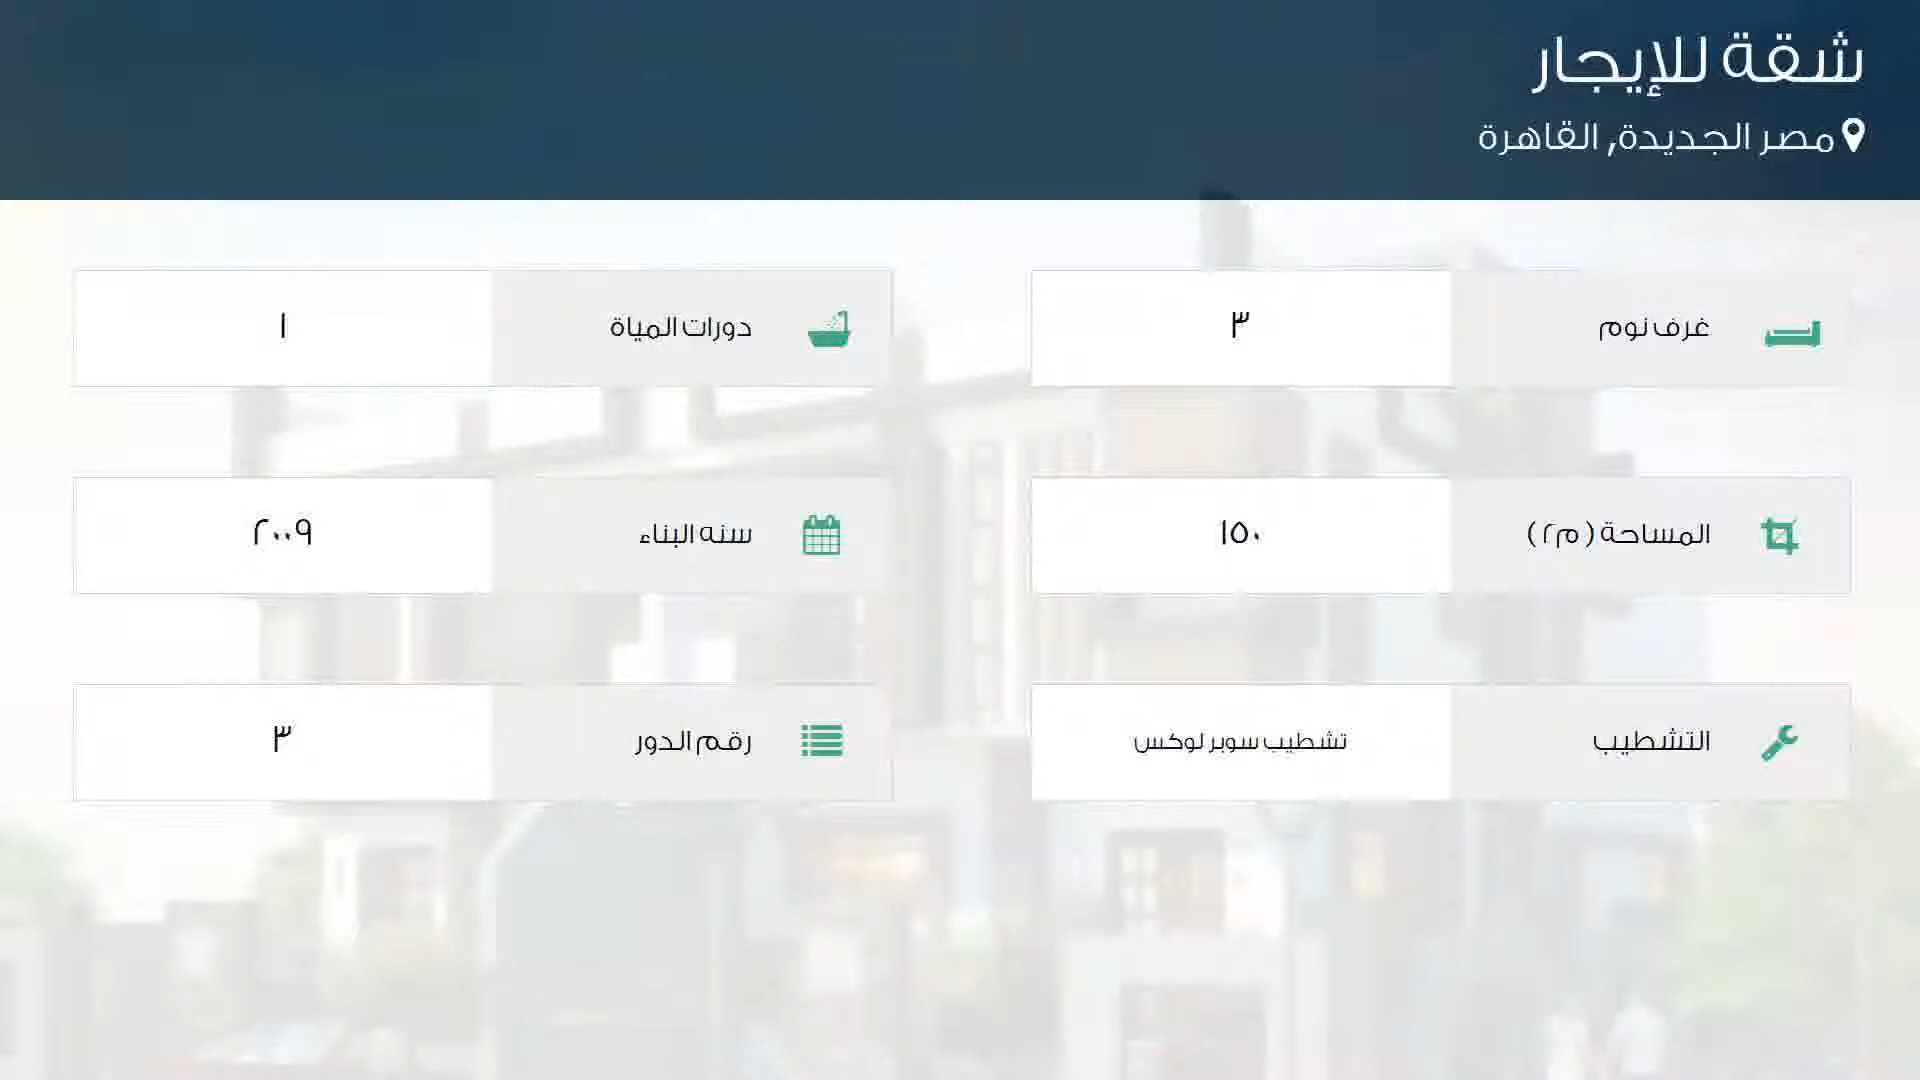 شقة للإيجار
مصر الجديدة, القاهرة
غرف نوم
٣
دورات المياة
١
المساحة (م٢)
١٥٠
سنه البناء
٢٠٠٩
التشطيب
تشطيب سوبر لوكس
رقم الدور
٣